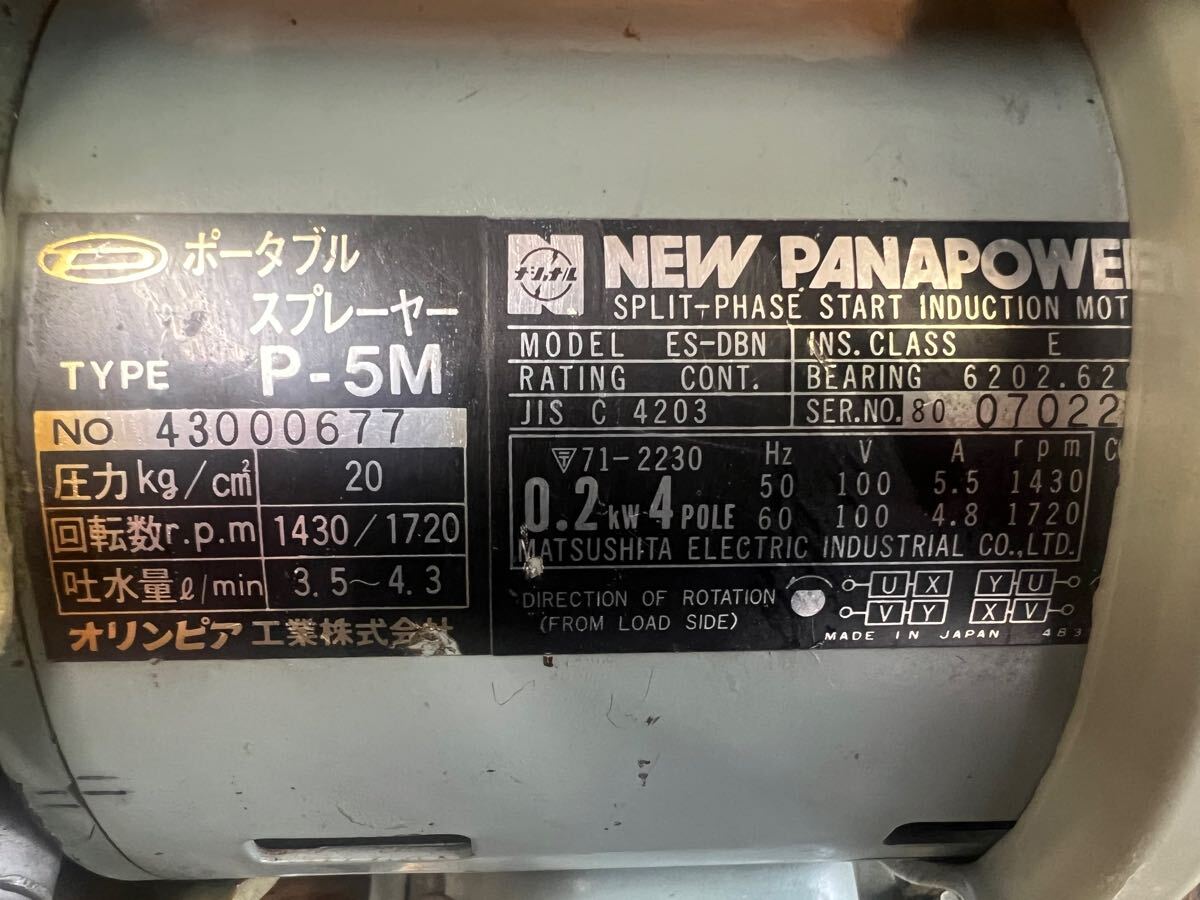 ポータブル
スプレーヤー
TYPE P-5M
NO 43000677
圧力kg/cm² 20
回転数r.p.m 1430/1720
吐水量ℓ/min 3.5~4.3
オリンピア工業株式会社
ナショナル
NEW PANAPOWE
SPLIT-PHASE START INDUCTION MOT
MODEL ES-DBN INS. CLASS E
RATING CONT. BEARING 6202.62
JIS C 4203 SER.NO. 80 07022
71-2230 Hz V A rpm C
0.2kW 4 POLE 50 100 5.5 1430
60 100 4.8 1720
MATSUSHITA ELECTRIC INDUSTRIAL CO.,LTD.
DIRECTION OF ROTATION
(FROM LOAD SIDE)
U X Y U
V Y X V
MADE IN JAPAN 483